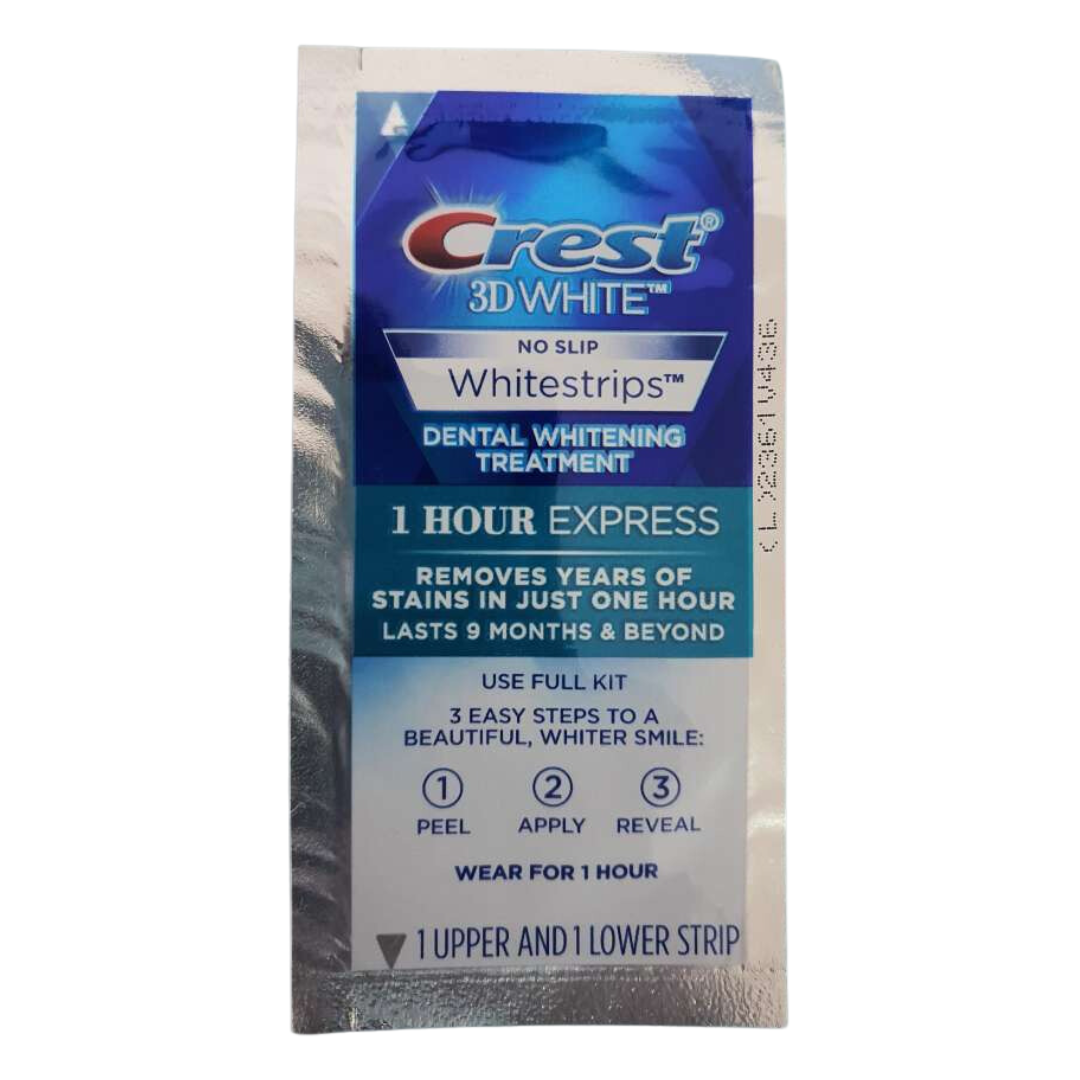 Crest®
3D WHITE™
NO SLIP
Whitestrips™
DENTAL WHITENING
TREATMENT
1 HOUR EXPRESS
REMOVES YEARS OF
STAINS IN JUST ONE HOUR
LASTS 9 MONTHS & BEYOND
USE FULL KIT
3 EASY STEPS TO A
BEAUTIFUL, WHITER SMILE:
1 2 3
PEEL APPLY REVEAL
WEAR FOR 1 HOUR
1 UPPER AND 1 LOWER STRIP